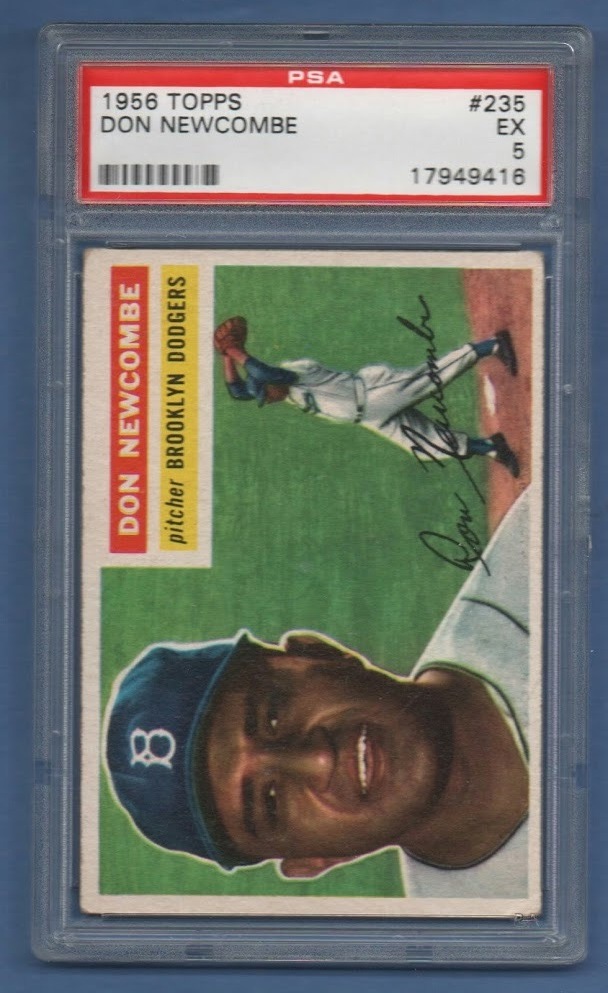 PSA
1956 TOPPS #235
DON NEWCOMBE EX
5
17949416
DON NEWCOMBE
pitcher BROOKLYN DODGERS
Don Newcombe
B